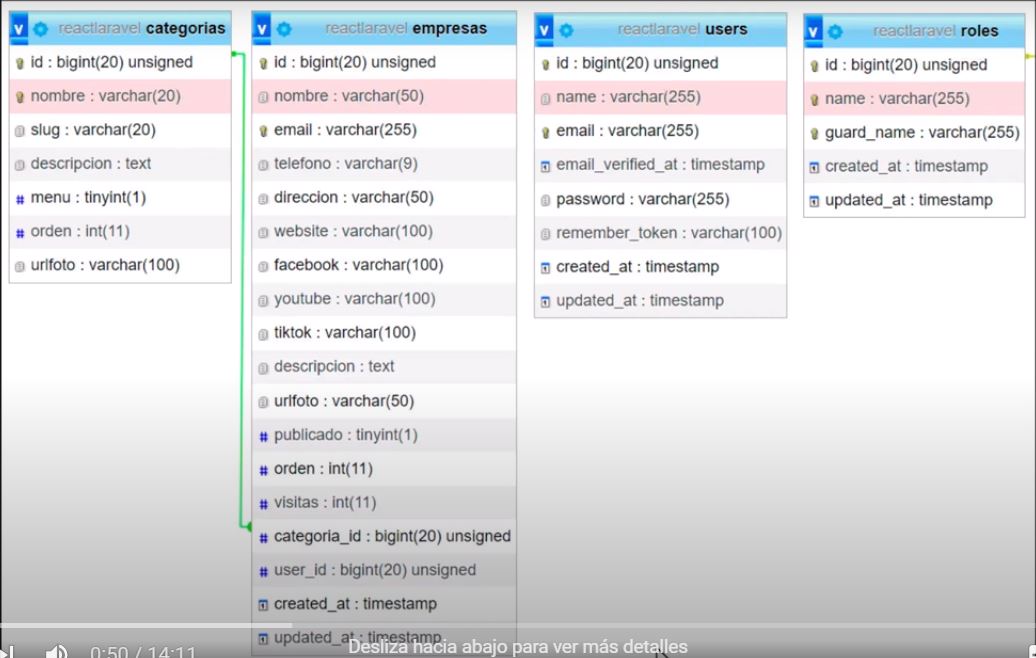 reactlaravel categorias
id : bigint(20) unsigned
nombre : varchar(20)
slug : varchar(20)
descripcion : text
menu : tinyint(1)
orden : int(11)
urlfoto : varchar(100)
reactlaravel empresas
id : bigint(20) unsigned
nombre : varchar(50)
email : varchar(255)
telefono : varchar(9)
direccion : varchar(50)
website : varchar(100)
facebook : varchar(100)
youtube : varchar(100)
tiktok : varchar(100)
descripcion : text
urlfoto : varchar(50)
publicado : tinyint(1)
orden : int(11)
visitas : int(11)
categoria_id : bigint(20) unsigned
user_id : bigint(20) unsigned
created_at : timestamp
updated_at : timestamp
reactlaravel users
id : bigint(20) unsigned
name : varchar(255)
email : varchar(255)
email_verified_at : timestamp
password : varchar(255)
remember_token : varchar(100)
created_at : timestamp
updated_at : timestamp
reactlaravel roles
id : bigint(20) unsigned
name : varchar(255)
guard_name : varchar(255)
created_at : timestamp
updated_at : timestamp
Desliza hacia abajo para ver más detalles
0:50 / 14:11